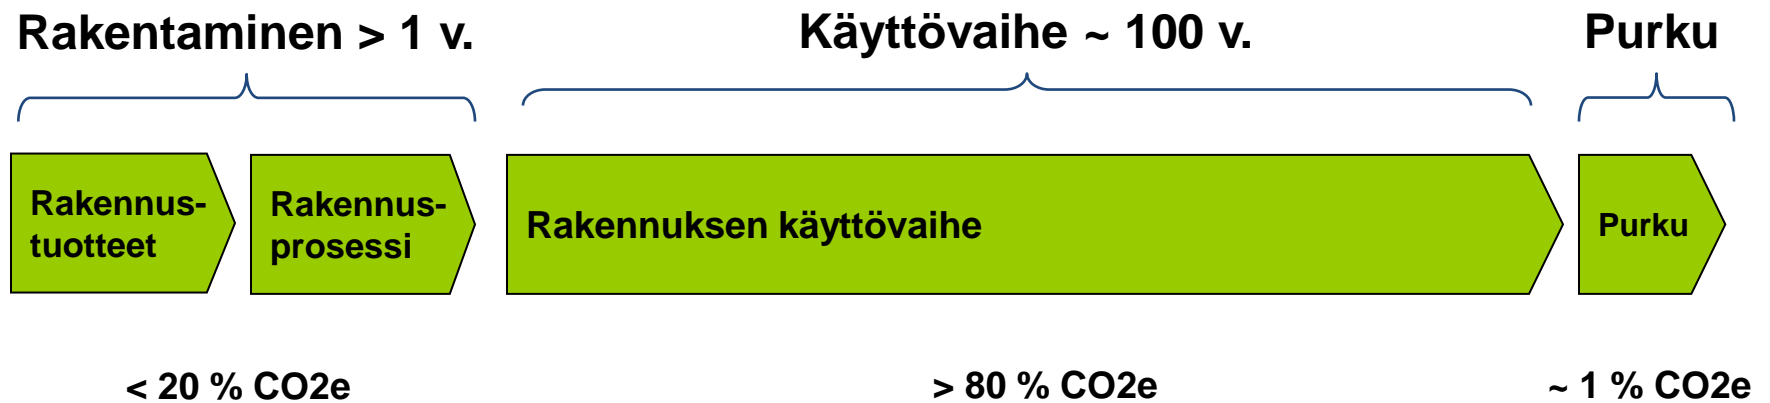 Rakentaminen > 1 v.
Käyttövaihe ~ 100 v.
Purku
Rakennus-
tuotteet
Rakennus-
prosessi
Rakennuksen käyttövaihe
Purku
< 20 % CO2e
> 80 % CO2e
~ 1 % CO2e